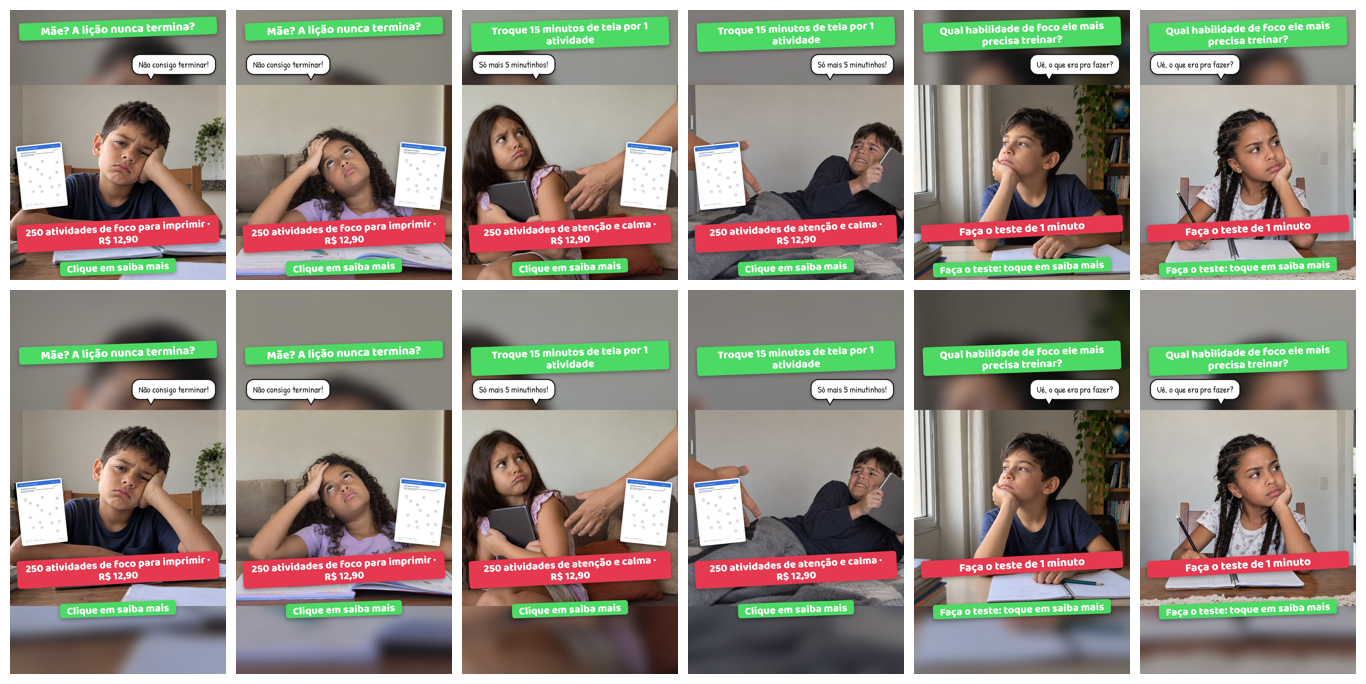 Mãe? A lição nunca termina?
Não consigo terminar!
250 atividades de foco para imprimir ·
R$ 12,90
Clique em saiba mais
Mãe? A lição nunca termina?
Não consigo terminar!
250 atividades de foco para imprimir ·
R$ 12,90
Clique em saiba mais
Troque 15 minutos de tela por 1
atividade
Só mais 5 minutinhos!
250 atividades de atenção e calma ·
R$ 12,90
Clique em saiba mais
Troque 15 minutos de tela por 1
atividade
Só mais 5 minutinhos!
250 atividades de atenção e calma ·
R$ 12,90
Clique em saiba mais
Qual habilidade de foco ele mais
precisa treinar?
Ué, o que era pra fazer?
Faça o teste de 1 minuto
Faça o teste: toque em saiba mais
Qual habilidade de foco ele mais
precisa treinar?
Ué, o que era pra fazer?
Faça o teste de 1 minuto
Faça o teste: toque em saiba mais
Mãe? A lição nunca termina?
Não consigo terminar!
250 atividades de foco para imprimir ·
R$ 12,90
Clique em saiba mais
Mãe? A lição nunca termina?
Não consigo terminar!
250 atividades de foco para imprimir ·
R$ 12,90
Clique em saiba mais
Troque 15 minutos de tela por 1
atividade
Só mais 5 minutinhos!
250 atividades de atenção e calma ·
R$ 12,90
Clique em saiba mais
Troque 15 minutos de tela por 1
atividade
Só mais 5 minutinhos!
250 atividades de atenção e calma ·
R$ 12,90
Clique em saiba mais
Qual habilidade de foco ele mais
precisa treinar?
Ué, o que era pra fazer?
Faça o teste de 1 minuto
Faça o teste: toque em saiba mais
Qual habilidade de foco ele mais
precisa treinar?
Ué, o que era pra fazer?
Faça o teste de 1 minuto
Faça o teste: toque em saiba mais